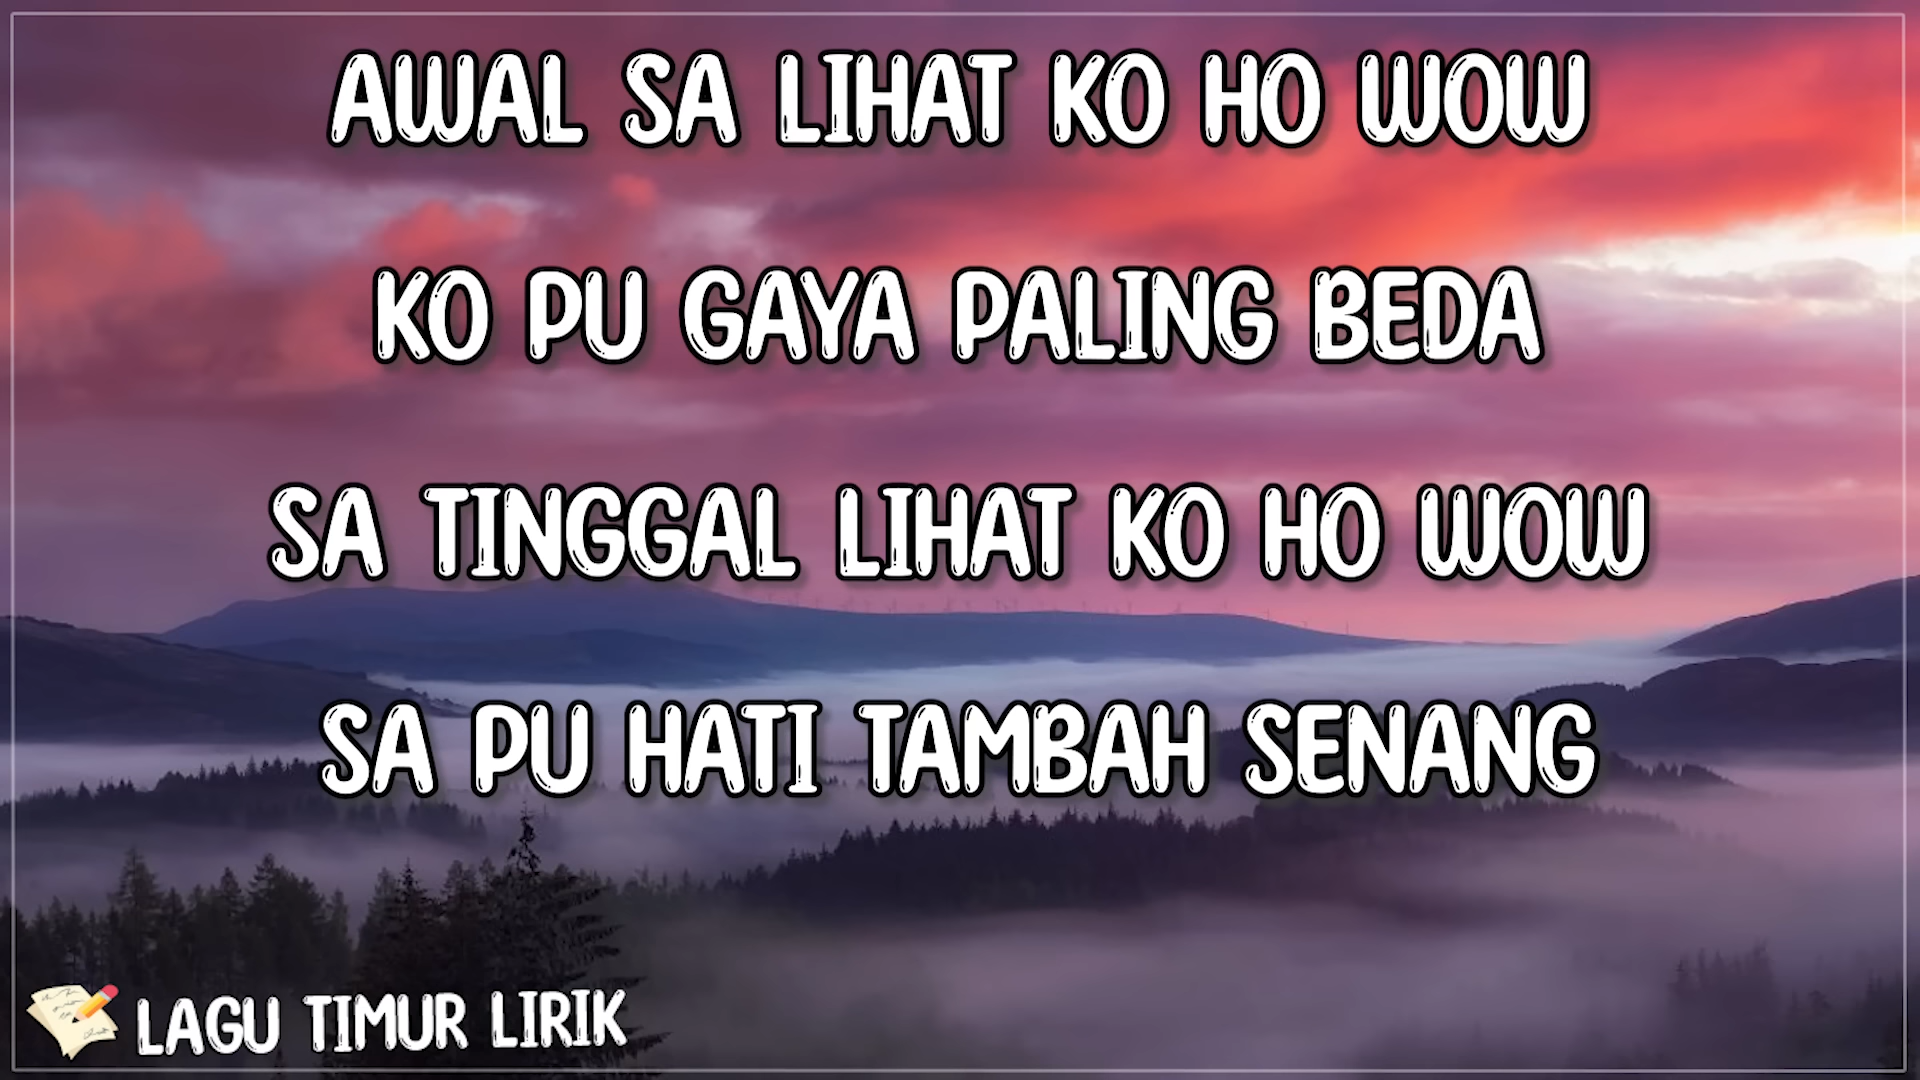 AWAL SA LIHAT KO HO WOW
KO PU GAYA PALING BEDA
SA TINGGAL LIHAT KO HO WOW
SA PU HATI TAMBAH SENANG
LAGU TIMUR LIRIK